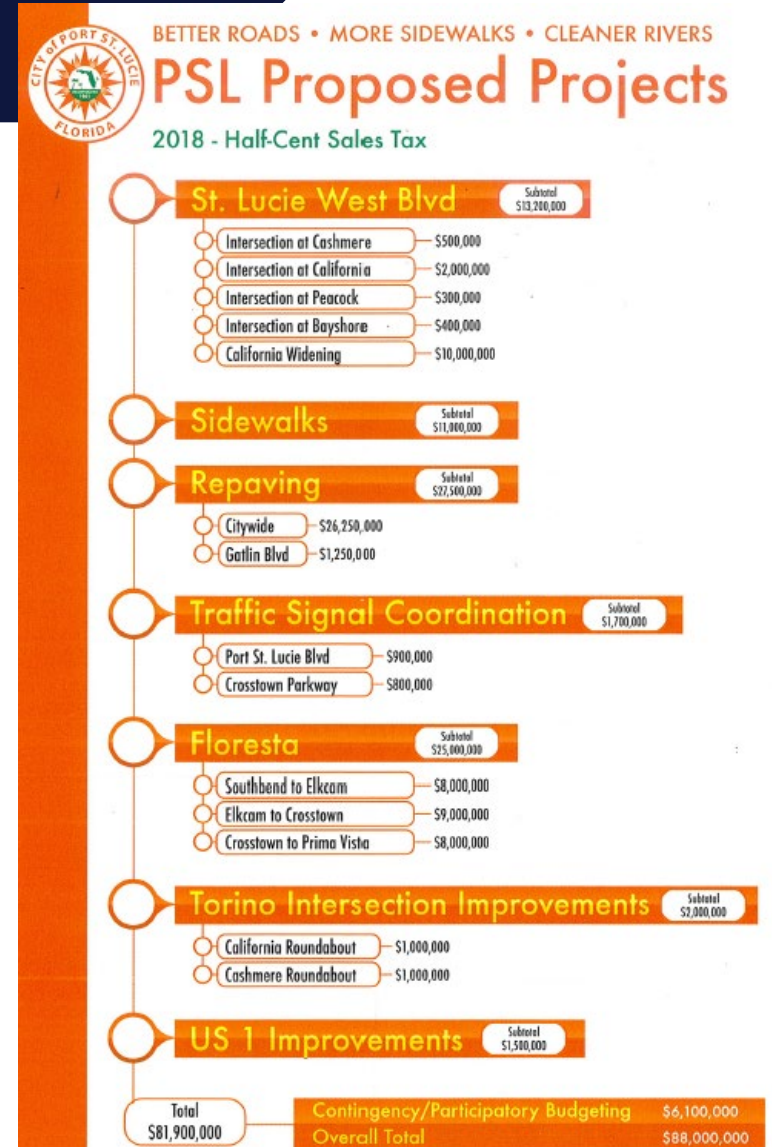 CITY of PORT ST. LUCIE
FLORIDA
BETTER ROADS • MORE SIDEWALKS • CLEANER RIVERS
PSL Proposed Projects
2018 - Half-Cent Sales Tax
St. Lucie West Blvd
Subtotal
$13,200,000
Intersection at Cashmere $500,000
Intersection at California $2,000,000
Intersection at Peacock $300,000
Intersection at Bayshore $400,000
California Widening $10,000,000
Sidewalks
Subtotal
$11,000,000
Repaving
Subtotal
$27,500,000
Citywide $26,250,000
Gatlin Blvd $1,250,000
Traffic Signal Coordination
Subtotal
$1,700,000
Port St. Lucie Blvd $900,000
Crosstown Parkway $800,000
Floresta
Subtotal
$25,000,000
Southbend to Elkcam $8,000,000
Elkcam to Crosstown $9,000,000
Crosstown to Prima Vista $8,000,000
Torino Intersection Improvements
Subtotal
$2,000,000
California Roundabout $1,000,000
Cashmere Roundabout $1,000,000
US 1 Improvements
Subtotal
$1,500,000
Total
$81,900,000
Contingency/Participatory Budgeting $6,100,000
Overall Total $88,000,000